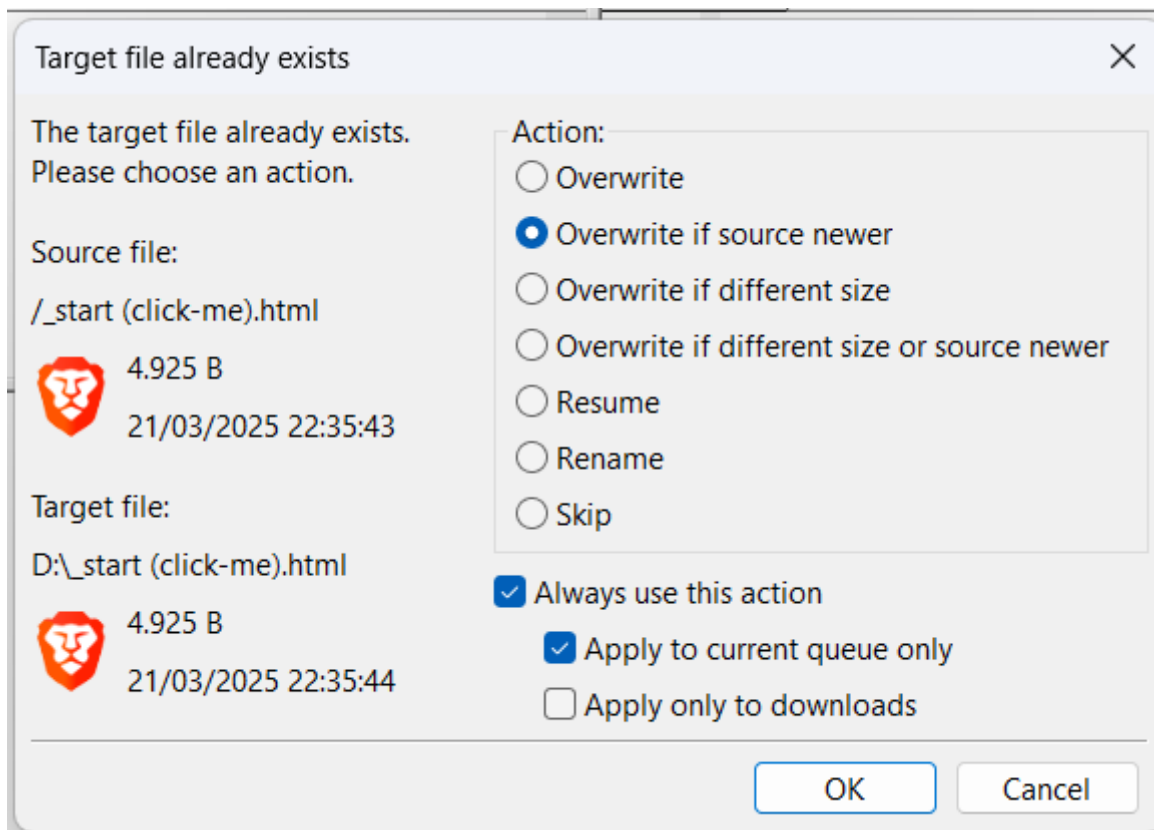 Target file already exists
The target file already exists.
Please choose an action.
Source file:
/_start (click-me).html
4.925 B
21/03/2025 22:35:43
Target file:
D:\_start (click-me).html
4.925 B
21/03/2025 22:35:44
Action:
Overwrite
Overwrite if source newer
Overwrite if different size
Overwrite if different size or source newer
Resume
Rename
Skip
Always use this action
Apply to current queue only
Apply only to downloads
OK
Cancel